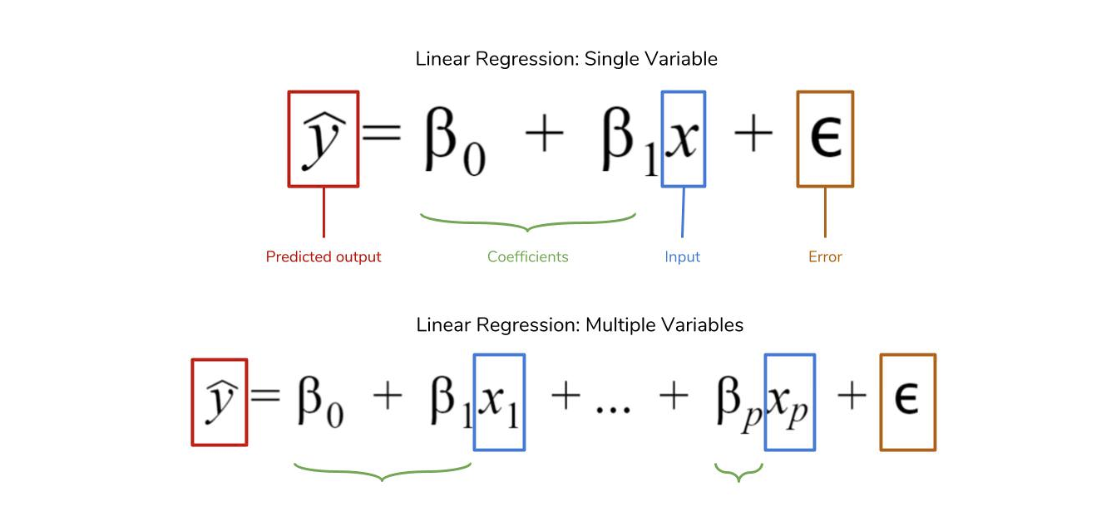 Linear Regression: Single Variable
ŷ = β₀ + β₁x + ϵ
Predicted output Coefficients Input Error
Linear Regression: Multiple Variables
ŷ = β₀ + β₁x₁ + ... + βₚxₚ + ϵ